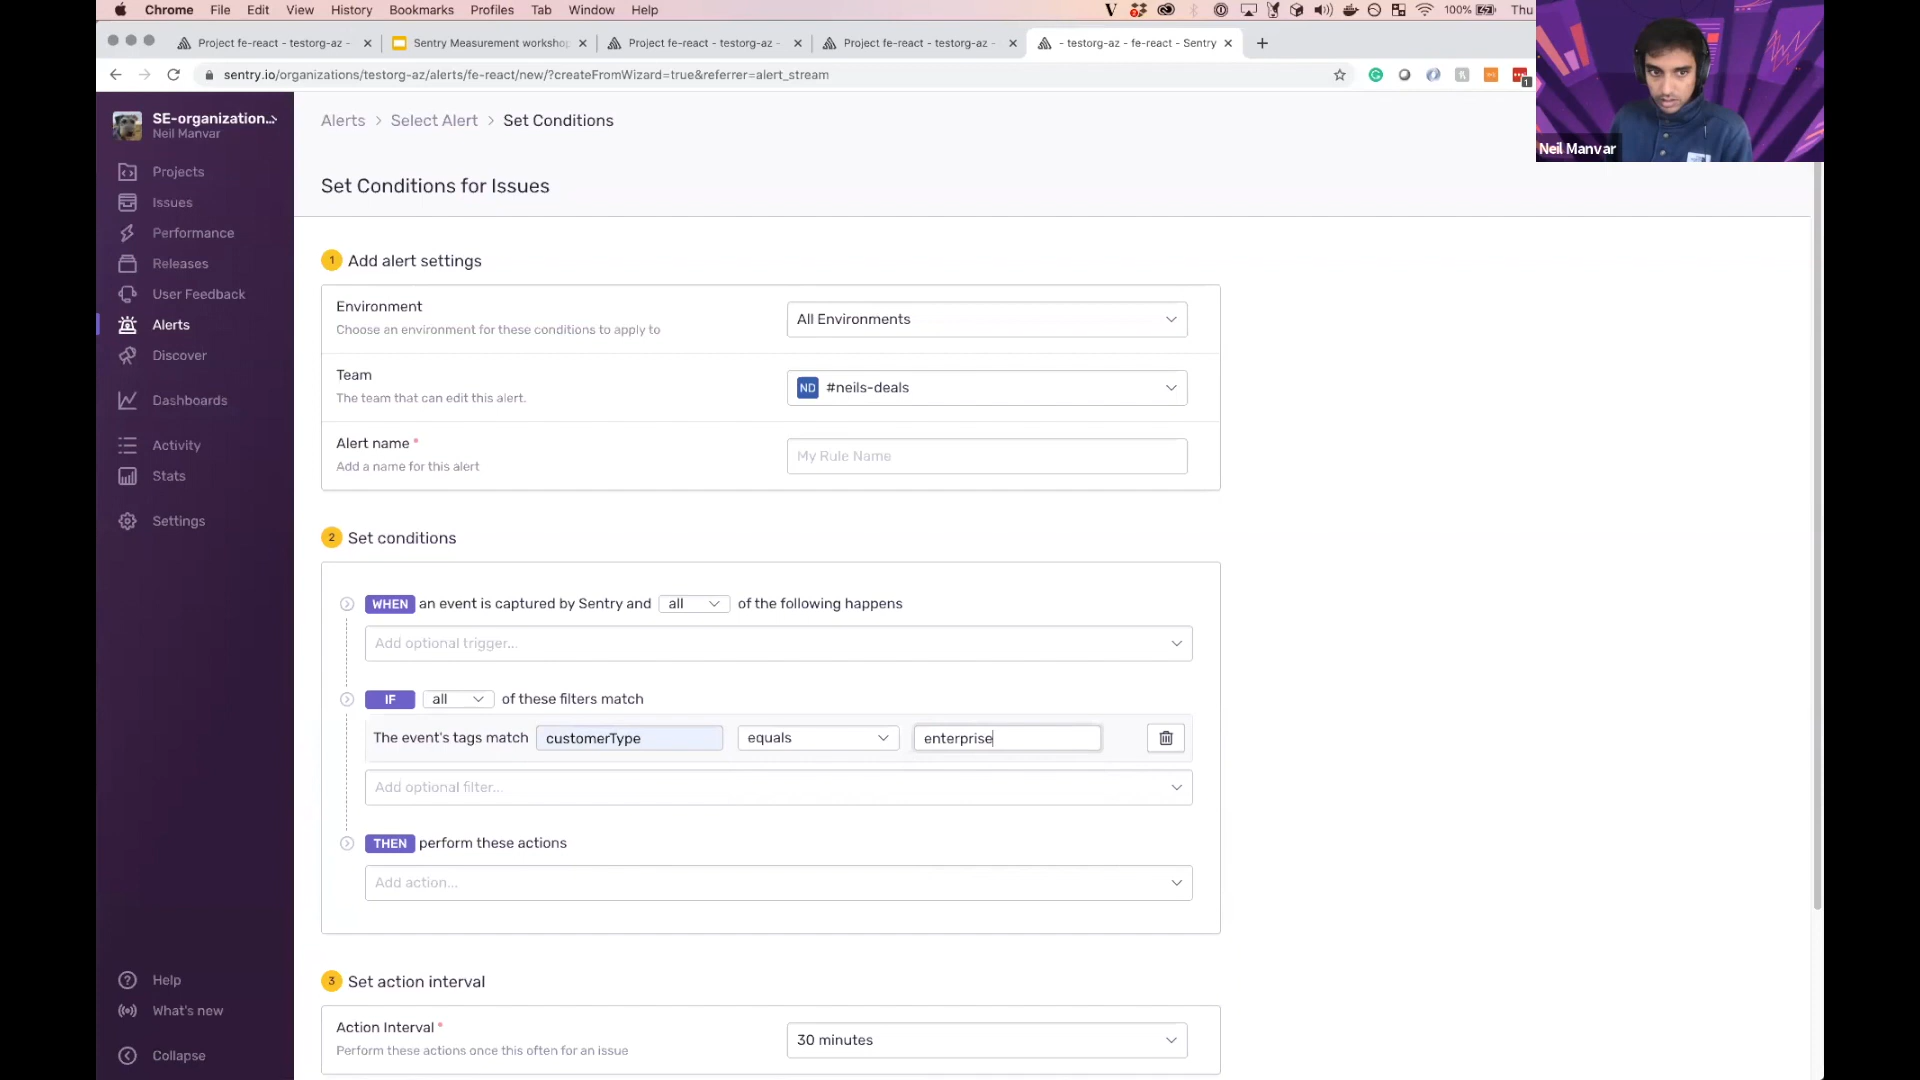 Chrome File Edit View History Bookmarks Profiles Tab Window Help 100% Thu
Project fe-react - testorg-az - Sentry Measurement workshop Project fe-react - testorg-az - Project fe-react - testorg-az - - testorg-az - fe-react - Sentry
sentry.io/organizations/testorg-az/alerts/fe-react/new/?createFromWizard=true&referrer=alert_stream
SE-organization...
Neil Manvar
Projects
Issues
Performance
Releases
User Feedback
Alerts
Discover
Dashboards
Activity
Stats
Settings
Help
What's new
Collapse
Alerts > Select Alert > Set Conditions
Set Conditions for Issues
1 Add alert settings
Environment
Choose an environment for these conditions to apply to
All Environments
Team
The team that can edit this alert.
ND #neils-deals
Alert name *
Add a name for this alert
My Rule Name
2 Set conditions
WHEN an event is captured by Sentry and all of the following happens
Add optional trigger...
IF all of these filters match
The event's tags match customerType equals enterprise
Add optional filter...
THEN perform these actions
Add action...
3 Set action interval
Action Interval *
Perform these actions once this often for an issue
30 minutes
Neil Manvar